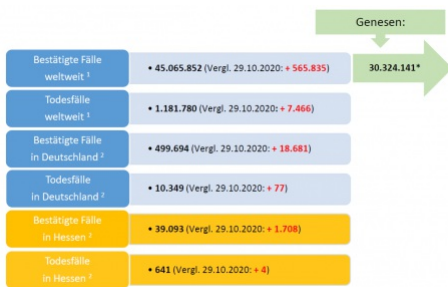 Genesen:
Bestätigte Fälle
weltweit ¹
• 45.065.852 (Vergl. 29.10.2020: + 565.835)
30.324.141*
Todesfälle
weltweit ¹
• 1.181.780 (Vergl. 29.10.2020: + 7.466)
Bestätigte Fälle
in Deutschland ²
• 499.694 (Vergl. 29.10.2020: + 18.681)
Todesfälle
in Deutschland ²
• 10.349 (Vergl. 29.10.2020: + 77)
Bestätigte Fälle
in Hessen ²
• 39.093 (Vergl. 29.10.2020: + 1.708)
Todesfälle
in Hessen ²
• 641 (Vergl. 29.10.2020: + 4)